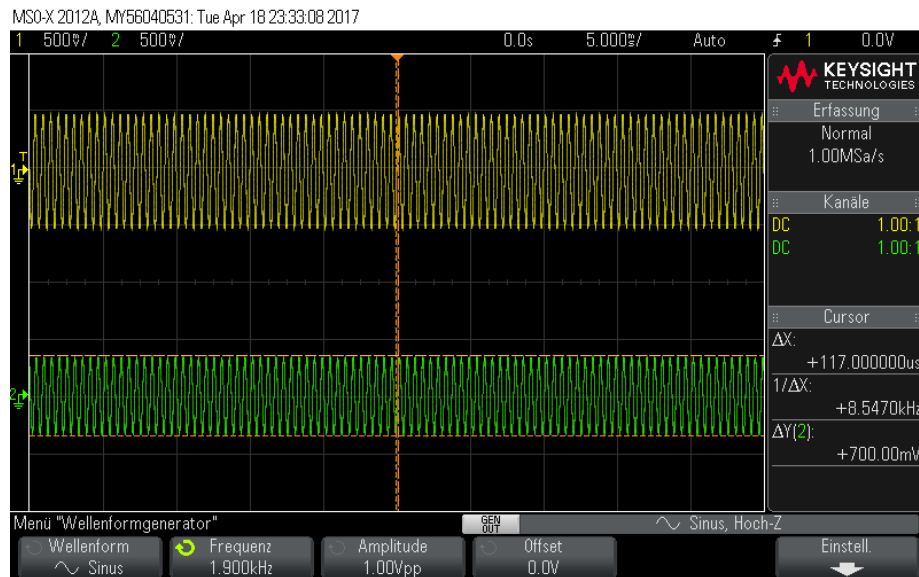 MSO-X 2012A, MY56040531: Tue Apr 18 23:33:08 2017
1 500mV/ 2 500mV/ 0.0s 5.000ms/ Auto 1 0.0V
KEYSIGHT
TECHNOLOGIES
Erfassung
Normal
1.00MSa/s
Kanäle
DC 1.00:1
DC 1.00:1
Cursor
ΔX:
+117.000000us
1/ΔX:
+8.5470kHz
ΔY(2):
+700.00mV
T
1
2
Menü "Wellenformgenerator"
GEN OUT
Sinus, Hoch-Z
Wellenform
Sinus
Frequenz
1.900kHz
Amplitude
1.00Vpp
Offset
0.0V
Einstell.